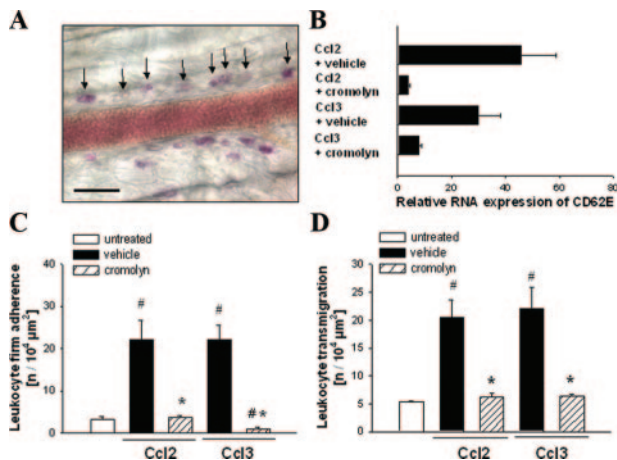 A
B
Ccl2
+ vehicle
Ccl2
+ cromolyn
Ccl3
+ vehicle
Ccl3
+ cromolyn
0 20 40 60 80
Relative RNA expression of CD62E
C
untreated
vehicle
cromolyn
Leukocyte firm adherence
[n / 10⁴ µm²]
40
30
20
10
0
#
*
#
#*
Ccl2 Ccl3
D
untreated
vehicle
cromolyn
Leukocyte transmigration
[n / 10⁴ µm²]
30
25
20
15
10
5
0
#
*
#
*
Ccl2 Ccl3